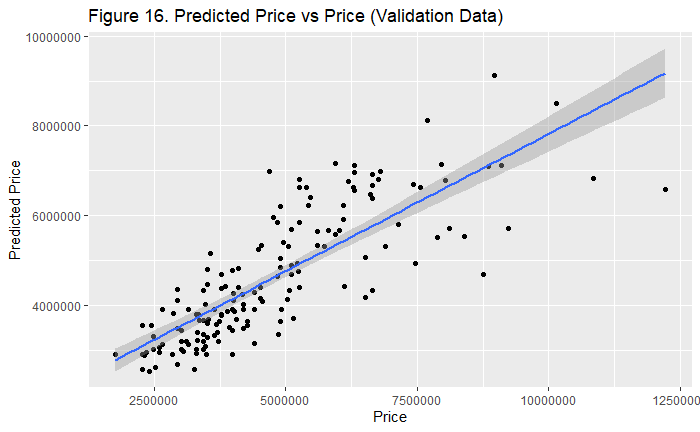 Figure 16. Predicted Price vs Price (Validation Data)
10000000
8000000
6000000
4000000
Predicted Price
2500000 5000000 7500000 10000000 12500000
Price